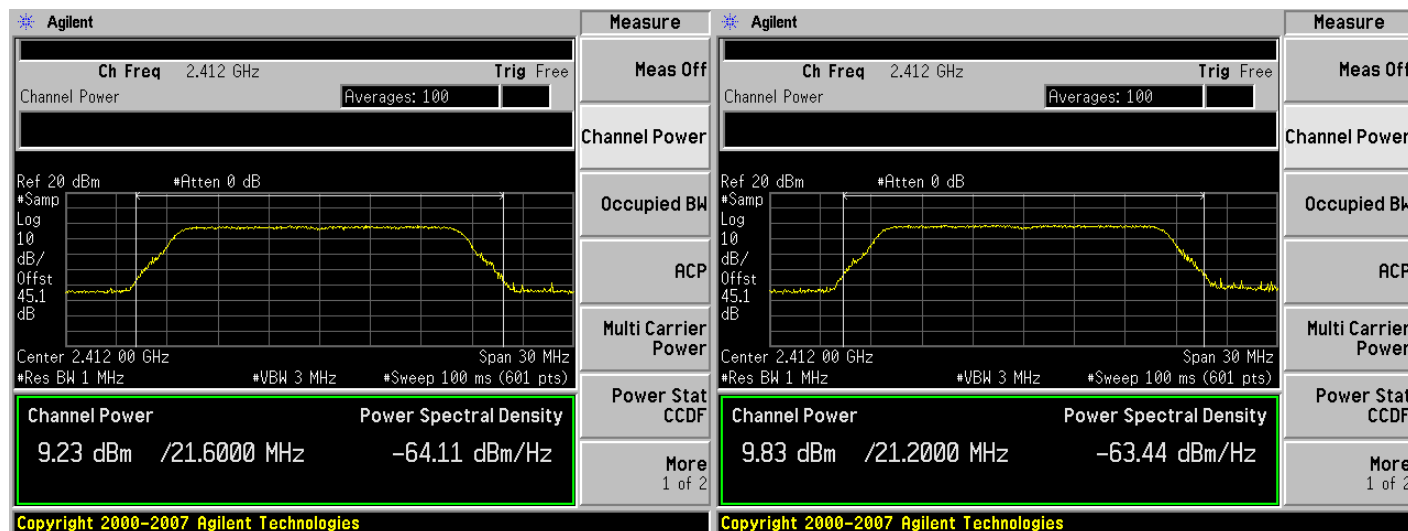 Agilent
Measure
Ch Freq 2.412 GHz Trig Free
Meas Off
Channel Power Averages: 100
Channel Power
Ref 20 dBm #Atten 0 dB
#Samp
Log
10
dB/
Offst
45.1
dB
Occupied BW
ACP
Multi Carrier
Power
Center 2.412 00 GHz Span 30 MHz
#Res BW 1 MHz #VBW 3 MHz #Sweep 100 ms (601 pts)
Power Stat
CCDF
Channel Power Power Spectral Density
9.23 dBm /21.6000 MHz -64.11 dBm/Hz
More
1 of 2
Copyright 2000-2007 Agilent Technologies
Agilent
Measure
Ch Freq 2.412 GHz Trig Free
Meas Off
Channel Power Averages: 100
Channel Power
Ref 20 dBm #Atten 0 dB
#Samp
Log
10
dB/
Offst
45.1
dB
Occupied BW
ACP
Multi Carrier
Power
Center 2.412 00 GHz Span 30 MHz
#Res BW 1 MHz #VBW 3 MHz #Sweep 100 ms (601 pts)
Power Stat
CCDF
Channel Power Power Spectral Density
9.83 dBm /21.2000 MHz -63.44 dBm/Hz
More
1 of 2
Copyright 2000-2007 Agilent Technologies